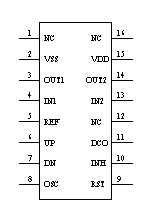 1 NC NC 16
2 VSS VDD 15
3 OUT1 OUT2 14
4 IN1 IN2 13
5 REF NC 12
6 UP DCO 11
7 DN INH 10
8 OSC RST 9